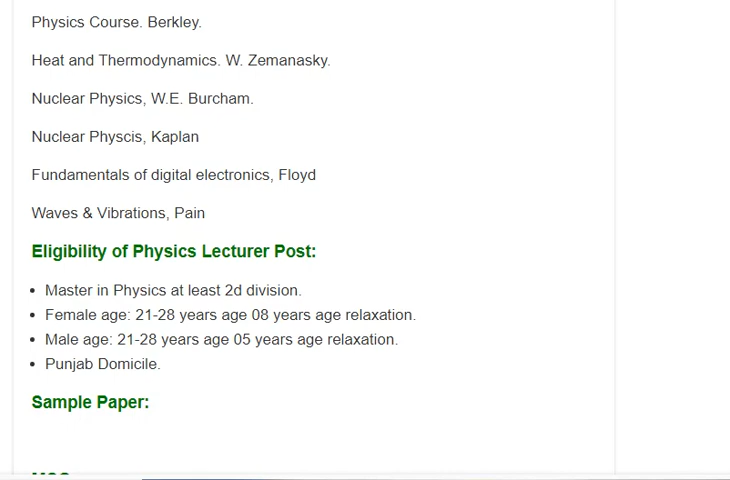 Physics Course. Berkley.
Heat and Thermodynamics. W. Zemanasky.
Nuclear Physics, W.E. Burcham.
Nuclear Physcis, Kaplan
Fundamentals of digital electronics, Floyd
Waves & Vibrations, Pain
Eligibility of Physics Lecturer Post:
Master in Physics at least 2d division.
Female age: 21-28 years age 08 years age relaxation.
Male age: 21-28 years age 05 years age relaxation.
Punjab Domicile.
Sample Paper: